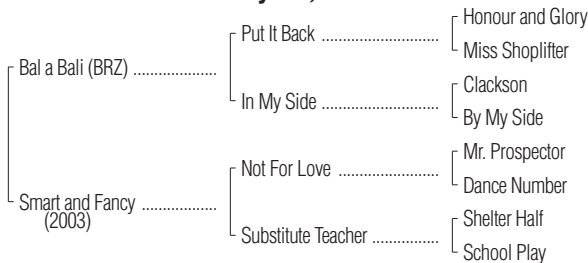 Honour and Glory
Put It Back ........................
Miss Shoplifter
Bal a Bali (BRZ) ...................
Clackson
In My Side ........................
By My Side
Mr. Prospector
Not For Love .....................
Dance Number
Smart and Fancy .................
(2003)
Shelter Half
Substitute Teacher ..............
School Play